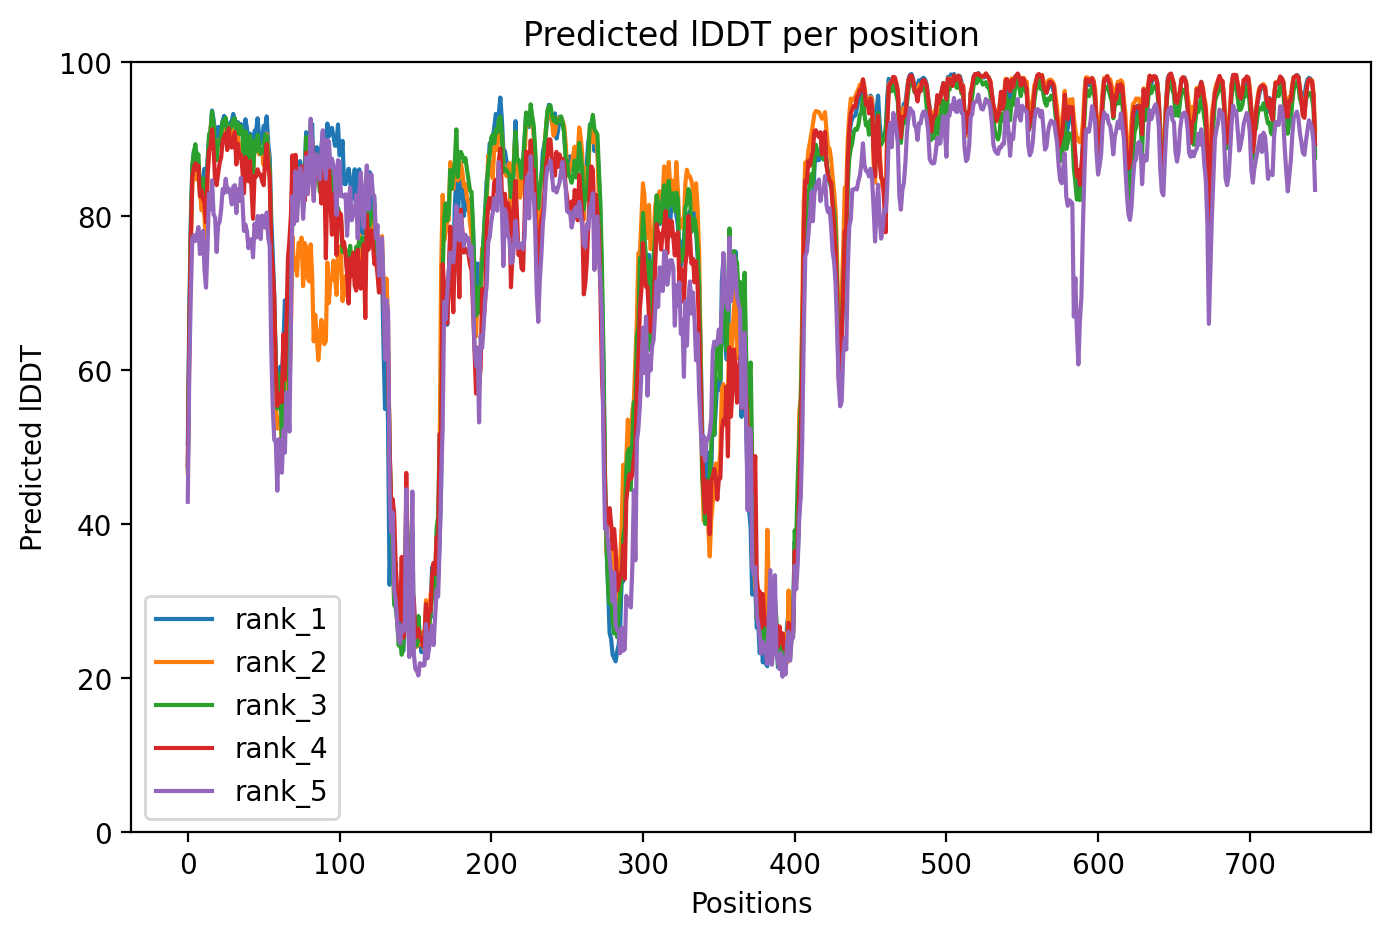 Predicted lDDT per position
100
80
60
40
20
0
Predicted lDDT
rank_1
rank_2
rank_3
rank_4
rank_5
0 100 200 300 400 500 600 700
Positions